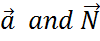 a⃗ and N⃗